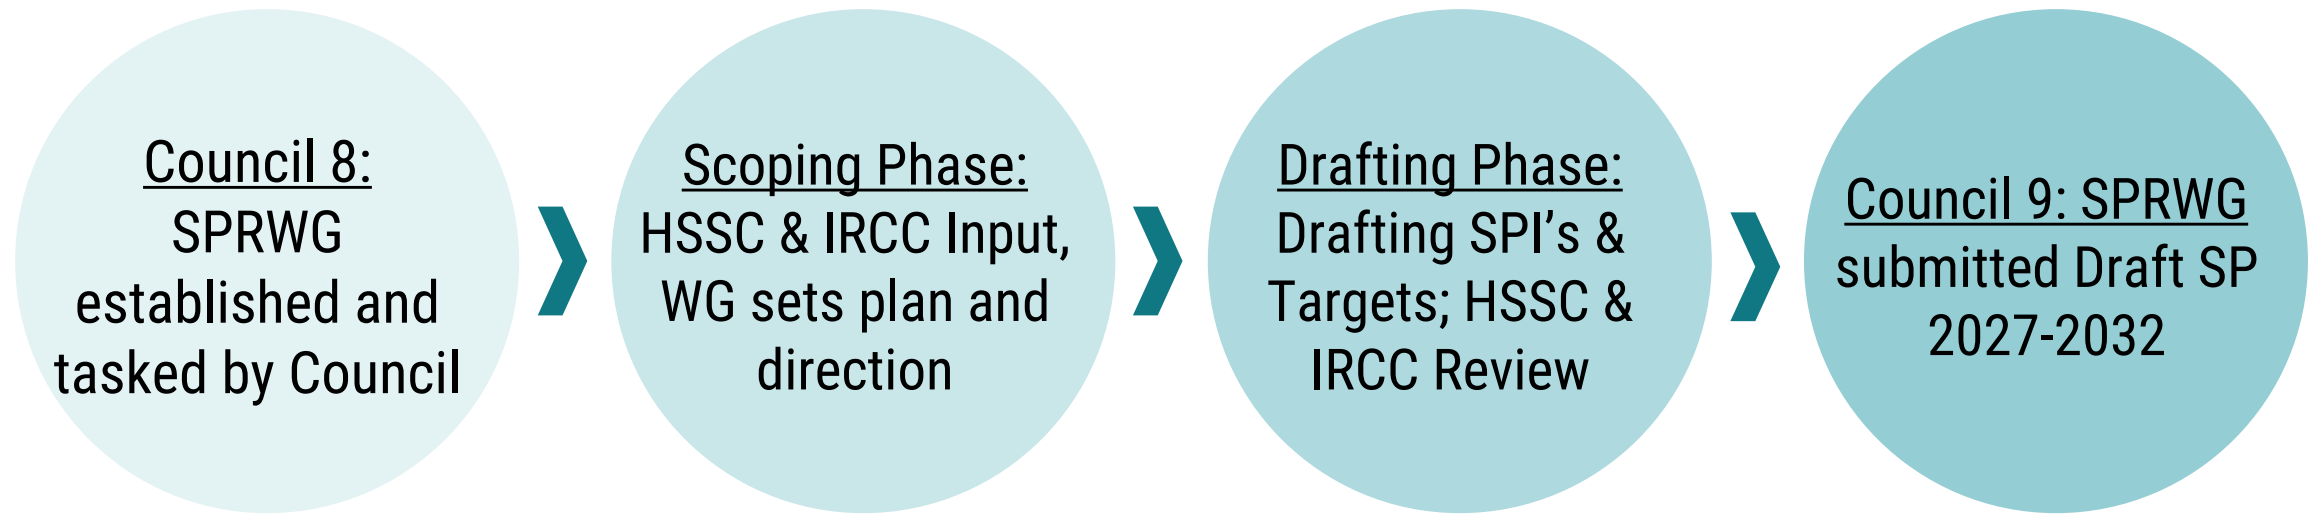 Council 8:
SPRWG
established and
tasked by Council
Scoping Phase:
HSSC & IRCC Input,
WG sets plan and
direction
Drafting Phase:
Drafting SPI’s &
Targets; HSSC &
IRCC Review
Council 9: SPRWG
submitted Draft SP
2027-2032